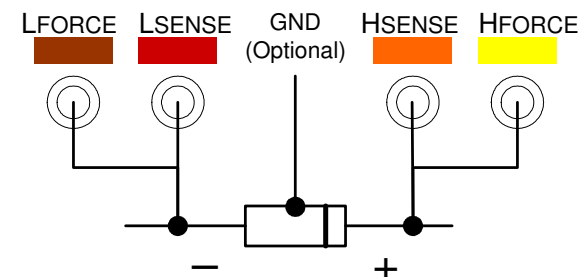 LFORCE LSENSE GND HSENSE HFORCE
(Optional)
– +